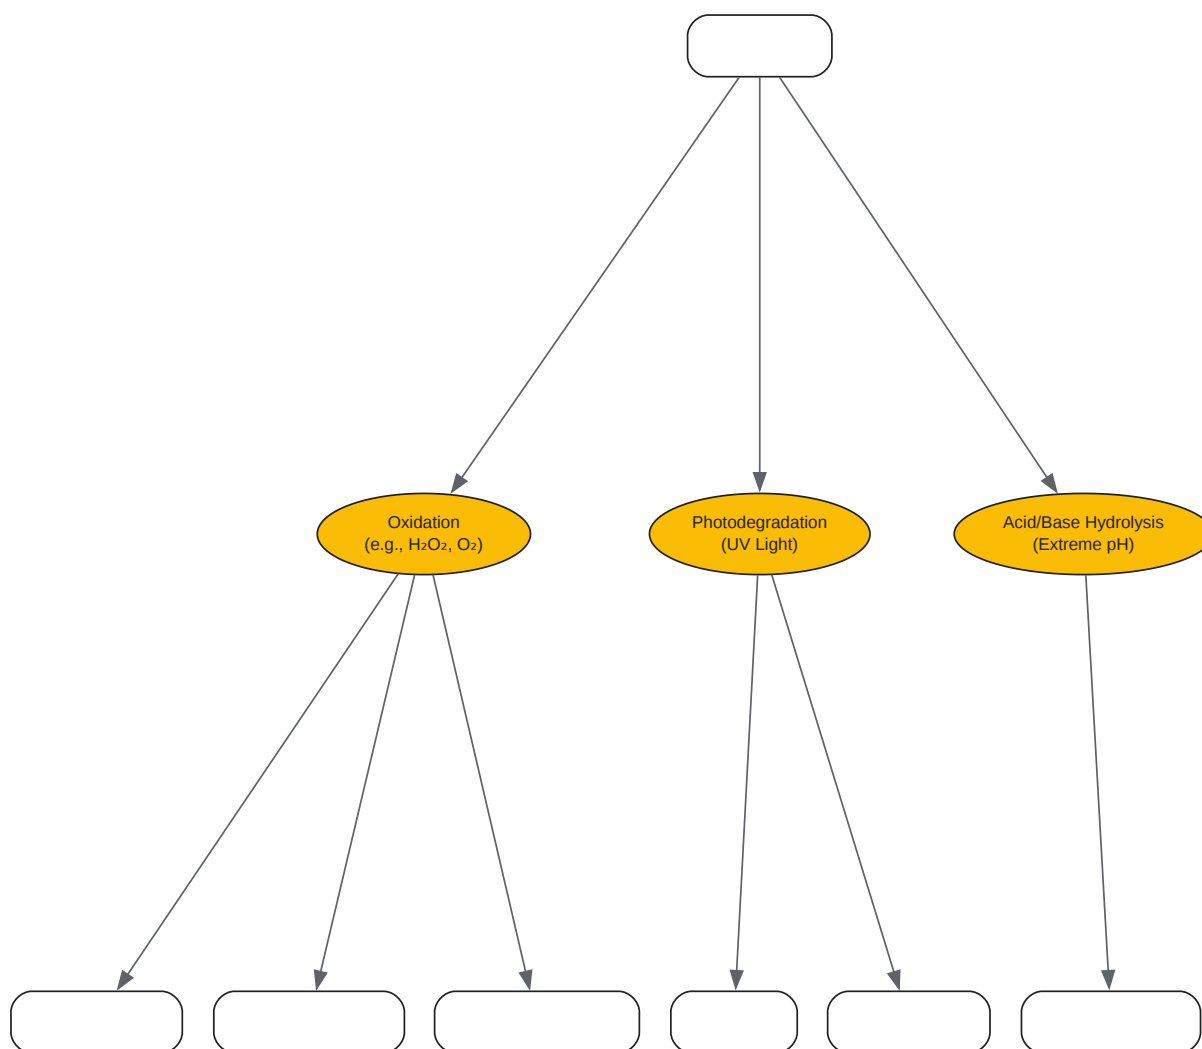 Oxidation
(e.g., H₂O₂, O₂)
Photodegradation
(UV Light)
Acid/Base Hydrolysis
(Extreme pH)